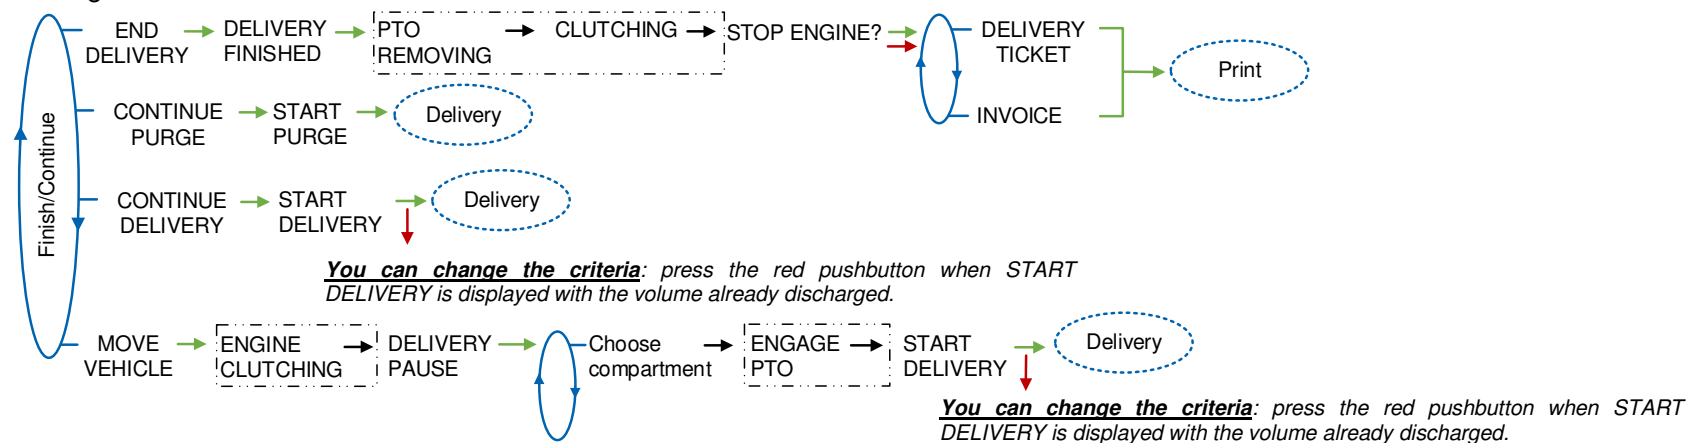 END DELIVERY
DELIVERY FINISHED
PTO REMOVING
CLUTCHING
STOP ENGINE?
DELIVERY TICKET
INVOICE
Print
Finish/Continue
CONTINUE PURGE
START PURGE
Delivery
CONTINUE DELIVERY
START DELIVERY
Delivery
You can change the criteria: press the red pushbutton when START
DELIVERY is displayed with the volume already discharged.
MOVE VEHICLE
ENGINE CLUTCHING
DELIVERY PAUSE
Choose compartment
ENGAGE PTO
START DELIVERY
Delivery
You can change the criteria: press the red pushbutton when START
DELIVERY is displayed with the volume already discharged.